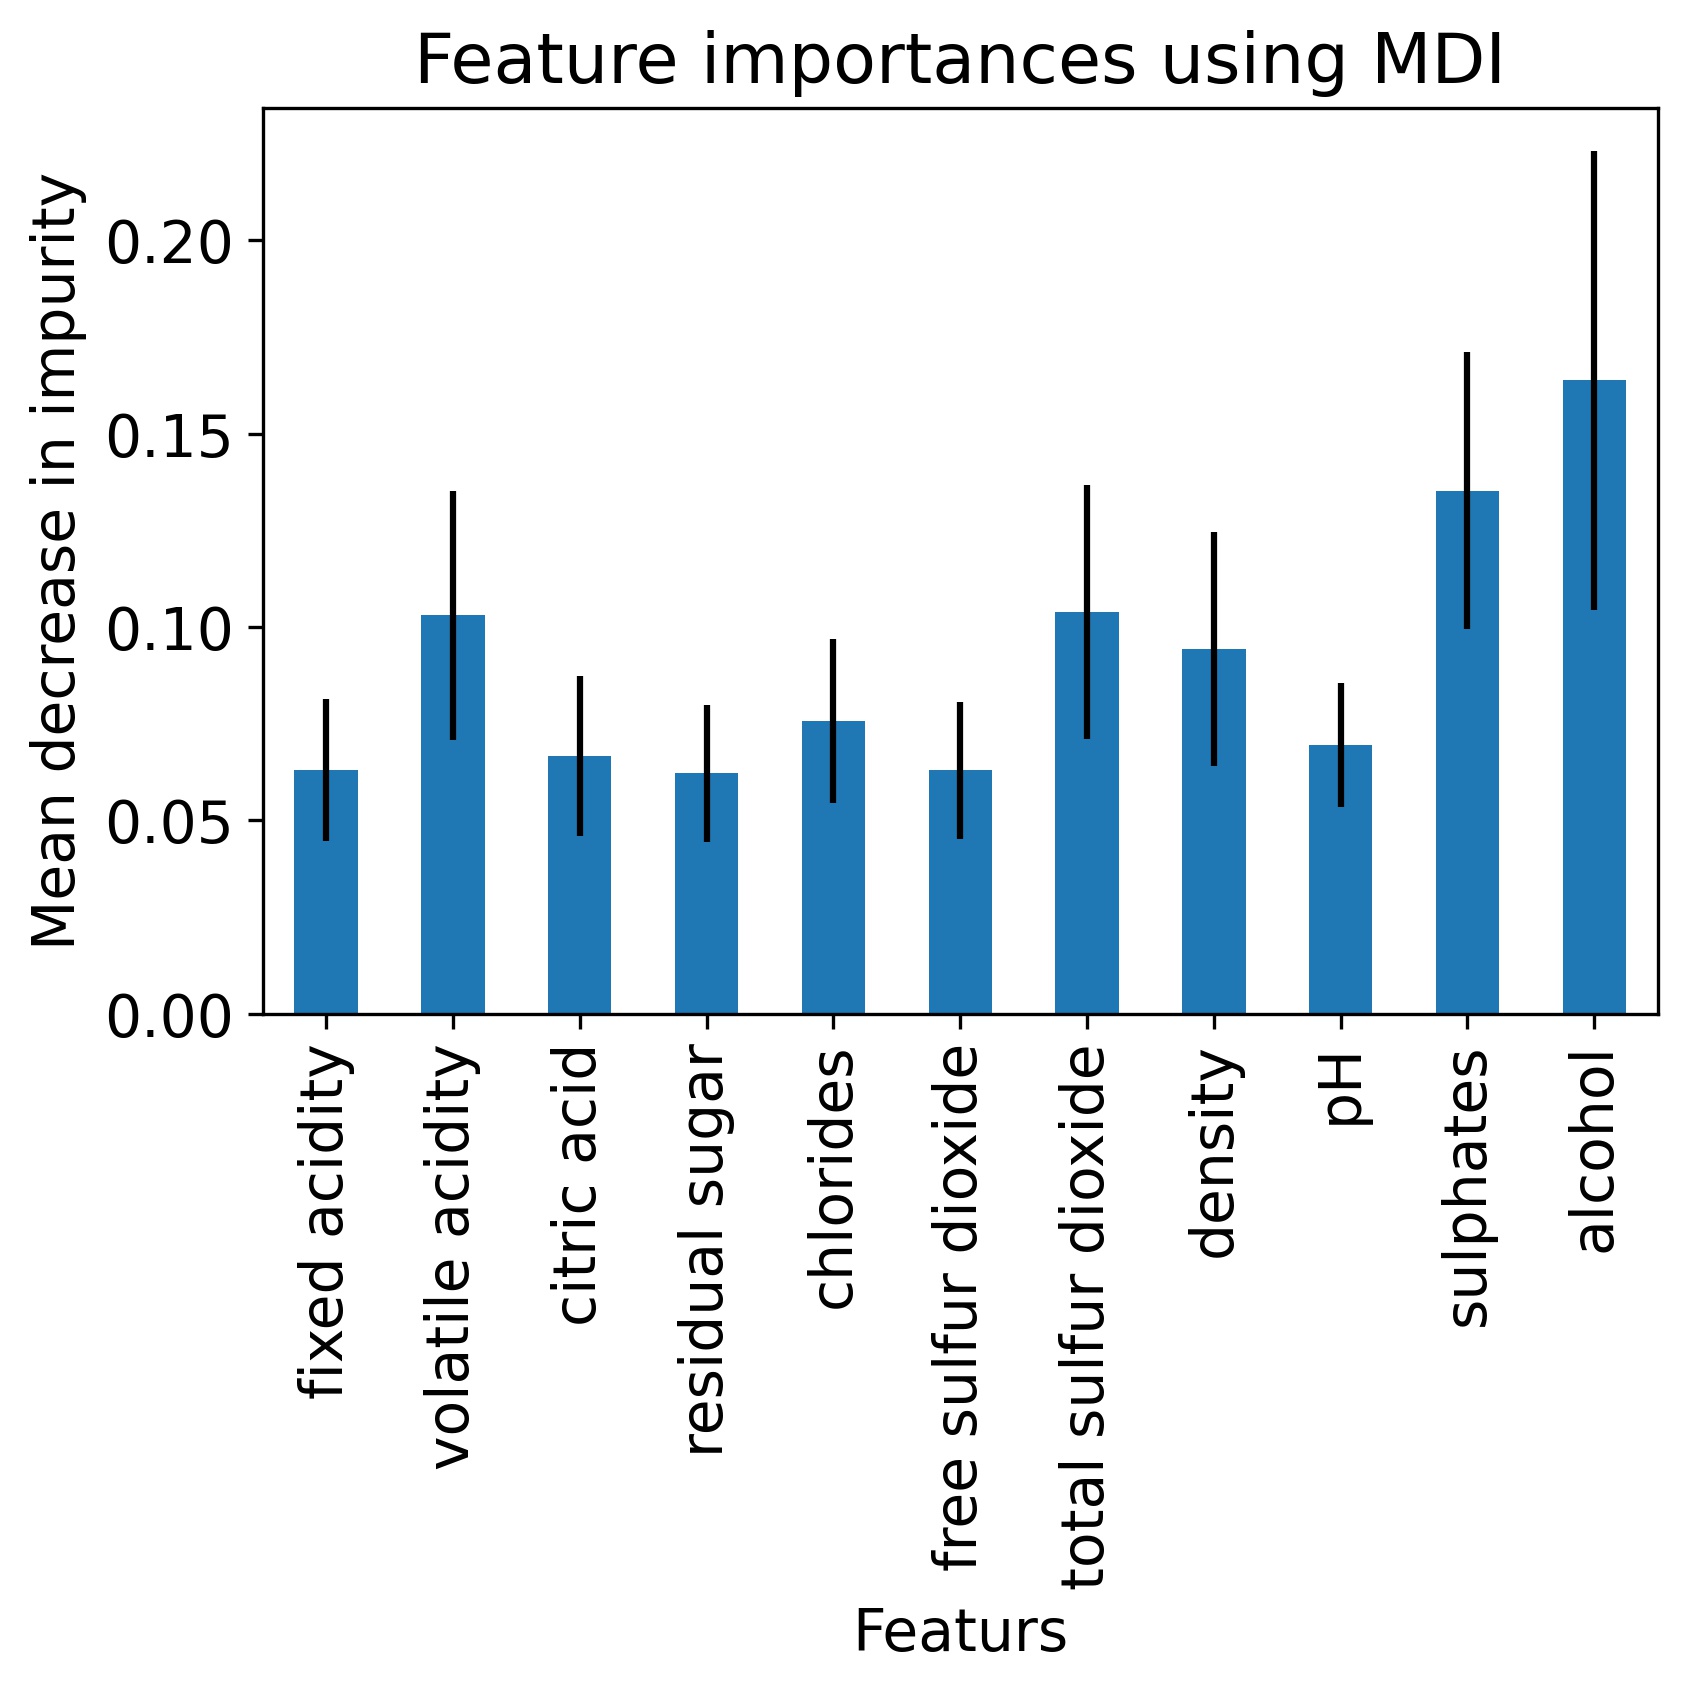 Feature importances using MDI
Mean decrease in impurity
0.20
0.15
0.10
0.05
0.00
fixed acidity
volatile acidity
citric acid
residual sugar
chlorides
free sulfur dioxide
total sulfur dioxide
density
pH
sulphates
alcohol
Featurs